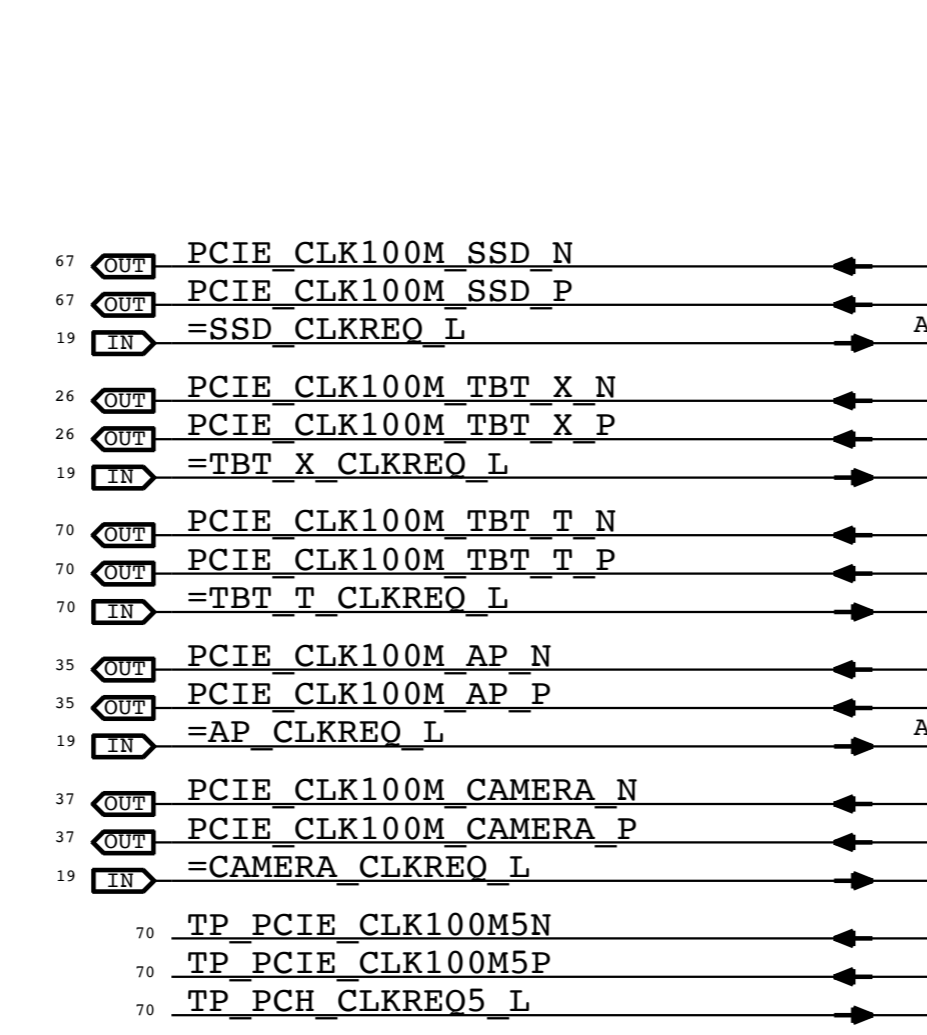 67 OUT PCIE_CLK100M_SSD_N
67 OUT PCIE_CLK100M_SSD_P
19 IN =SSD_CLKREQ_L A
26 OUT PCIE_CLK100M_TBT_X_N
26 OUT PCIE_CLK100M_TBT_X_P
19 IN =TBT_X_CLKREQ_L
70 OUT PCIE_CLK100M_TBT_T_N
70 OUT PCIE_CLK100M_TBT_T_P
70 IN =TBT_T_CLKREQ_L
35 OUT PCIE_CLK100M_AP_N
35 OUT PCIE_CLK100M_AP_P
19 IN =AP_CLKREQ_L A
37 OUT PCIE_CLK100M_CAMERA_N
37 OUT PCIE_CLK100M_CAMERA_P
19 IN =CAMERA_CLKREQ_L
70 TP_PCIE_CLK100M5N
70 TP_PCIE_CLK100M5P
70 TP_PCH_CLKREQ5_L